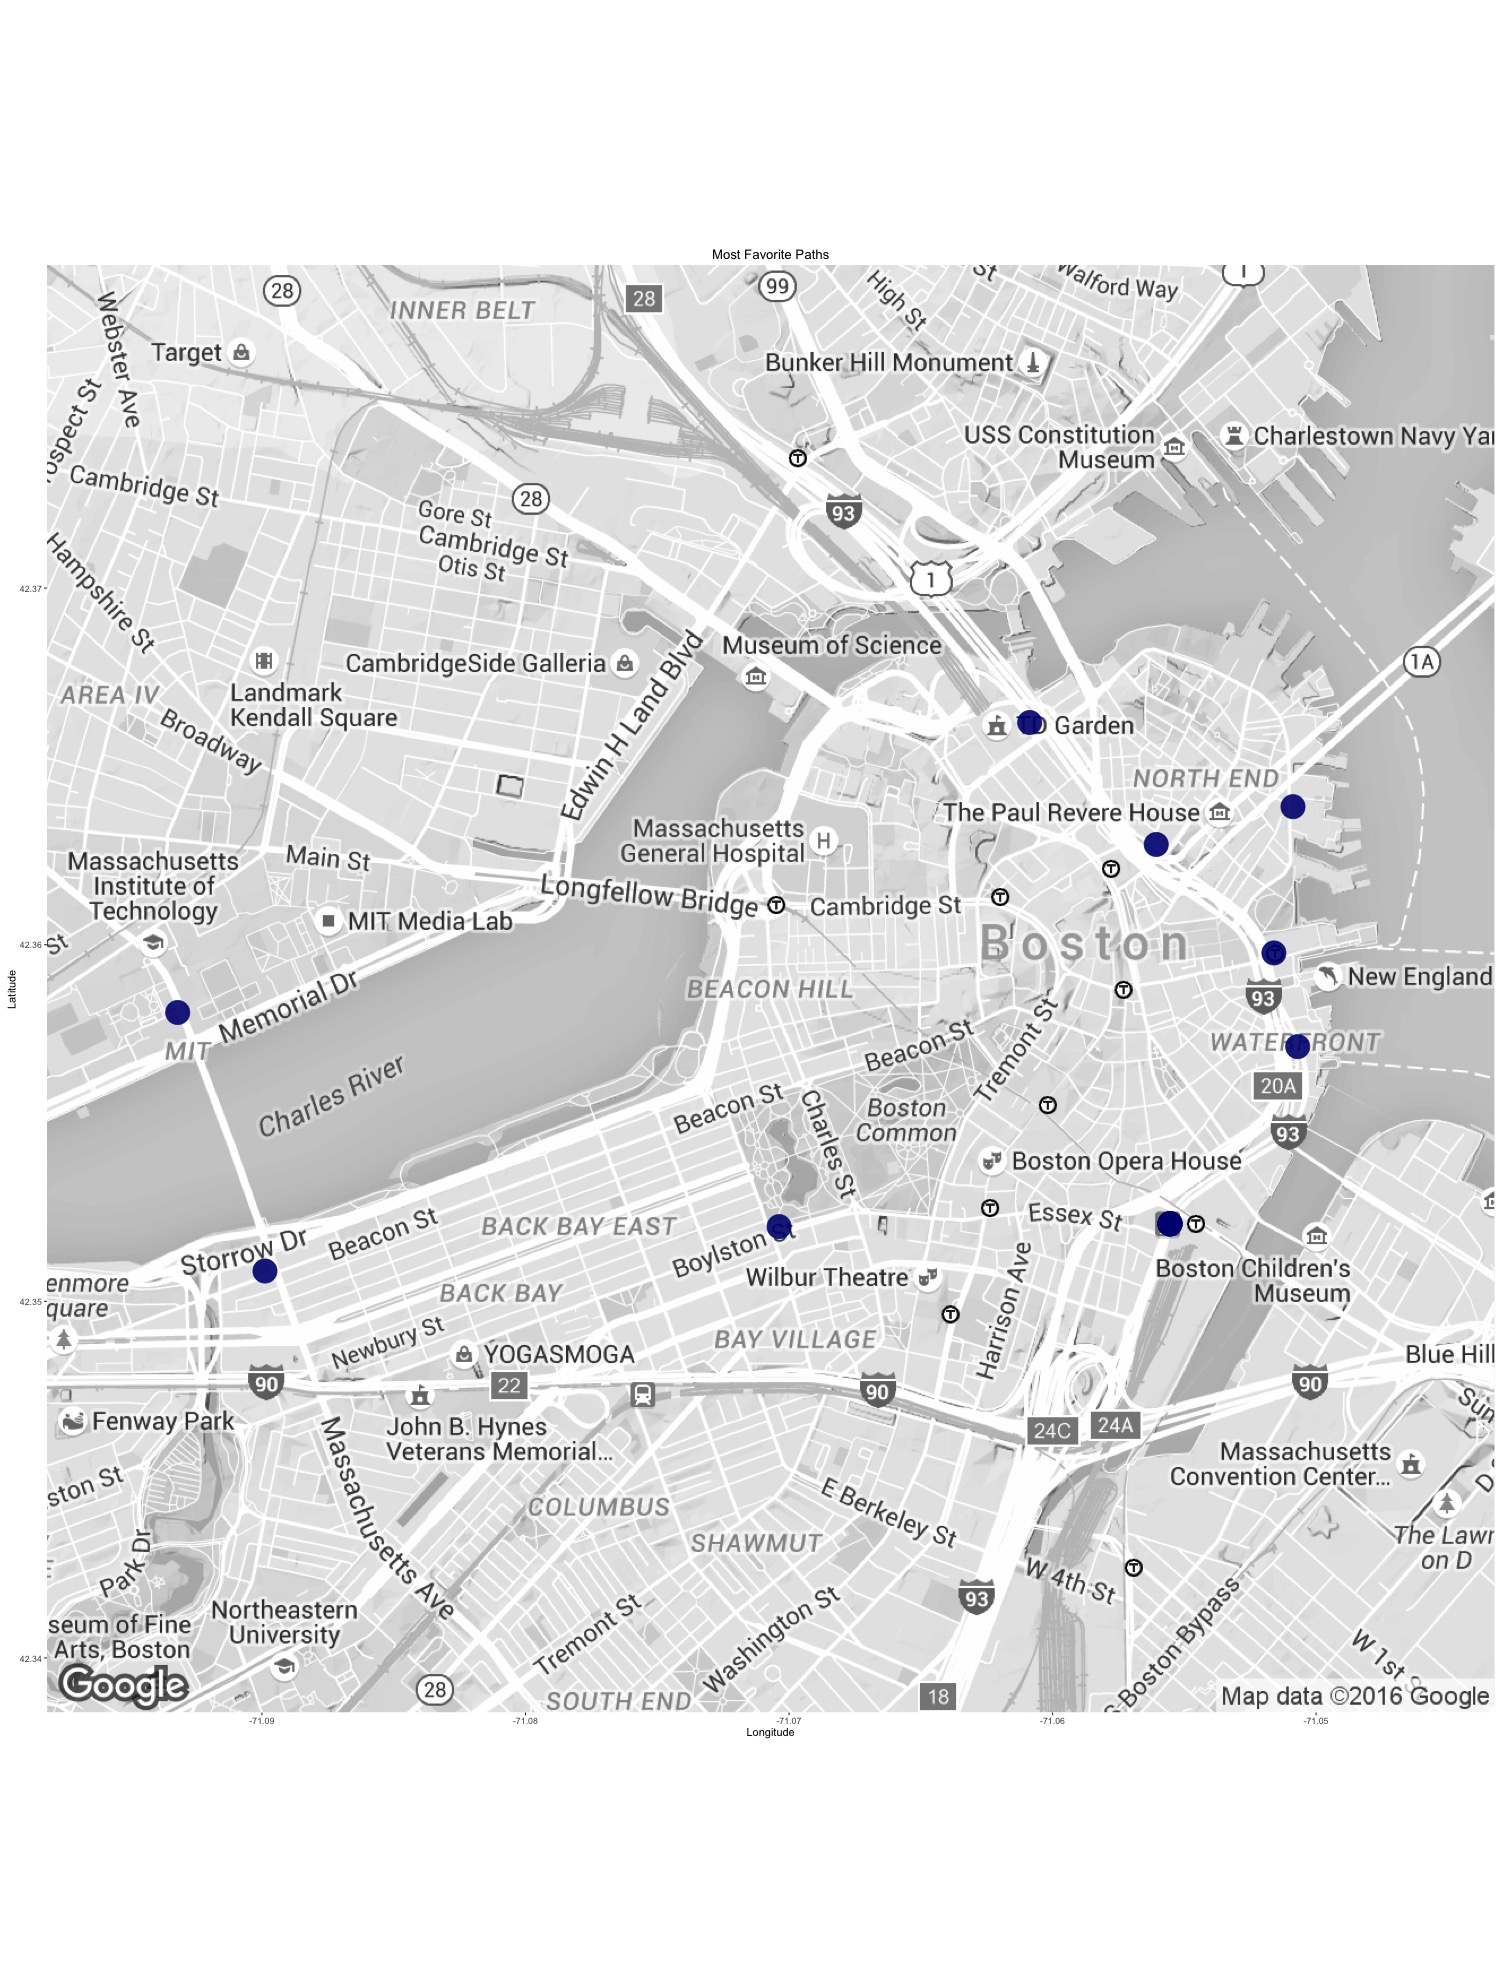 Most Favorite Paths
28
INNER BELT
28
99
High St
St
Walford Way
1
Webster Ave
Target
Bunker Hill Monument
ospect St
USS Constitution
Museum
Charlestown Navy Yar
Cambridge St
28
Gore St
Cambridge St
Otis St
93
Hampshire St
1
42.37
Museum of Science
CambridgeSide Galleria
Edwin H Land Blvd
1A
AREA IV
Landmark
Kendall Square
Broadway
TD Garden
NORTH END
The Paul Revere House
Massachusetts
General Hospital
H
Main St
Massachusetts
Institute of
Technology
Longfellow Bridge
T
Cambridge St
MIT Media Lab
St
42.36
Boston
BEACON HILL
New England
93
Memorial Dr
MIT
Latitude
WATERFRONT
Charles River
Beacon St
Tremont St
20A
Beacon St
Charles St
Boston
Common
93
Boston Opera House
Essex St
BACK BAY EAST
Beacon St
Storrow Dr
Boylston St
Wilbur Theatre
Harrison Ave
Boston Children's
Museum
enmore
quare
42.35
BACK BAY
Newbury St
BAY VILLAGE
YOGASMOGA
Blue Hill
90
22
90
90
Fenway Park
John B. Hynes
Veterans Memorial...
24C
24A
Massachusetts
Convention Center...
Sum
D S
ston St
Massachusetts Ave
COLUMBUS
E Berkeley St
SHAWMUT
The Lawn
on D
Park Dr
W 4th St
93
seum of Fine
Arts, Boston
Northeastern
University
Tremont St
Washington St
S Boston Bypass
W 1st S
42.34
Google
28
SOUTH END
18
Map data ©2016 Google
-71.09
-71.08
-71.07
-71.06
-71.05
Longitude